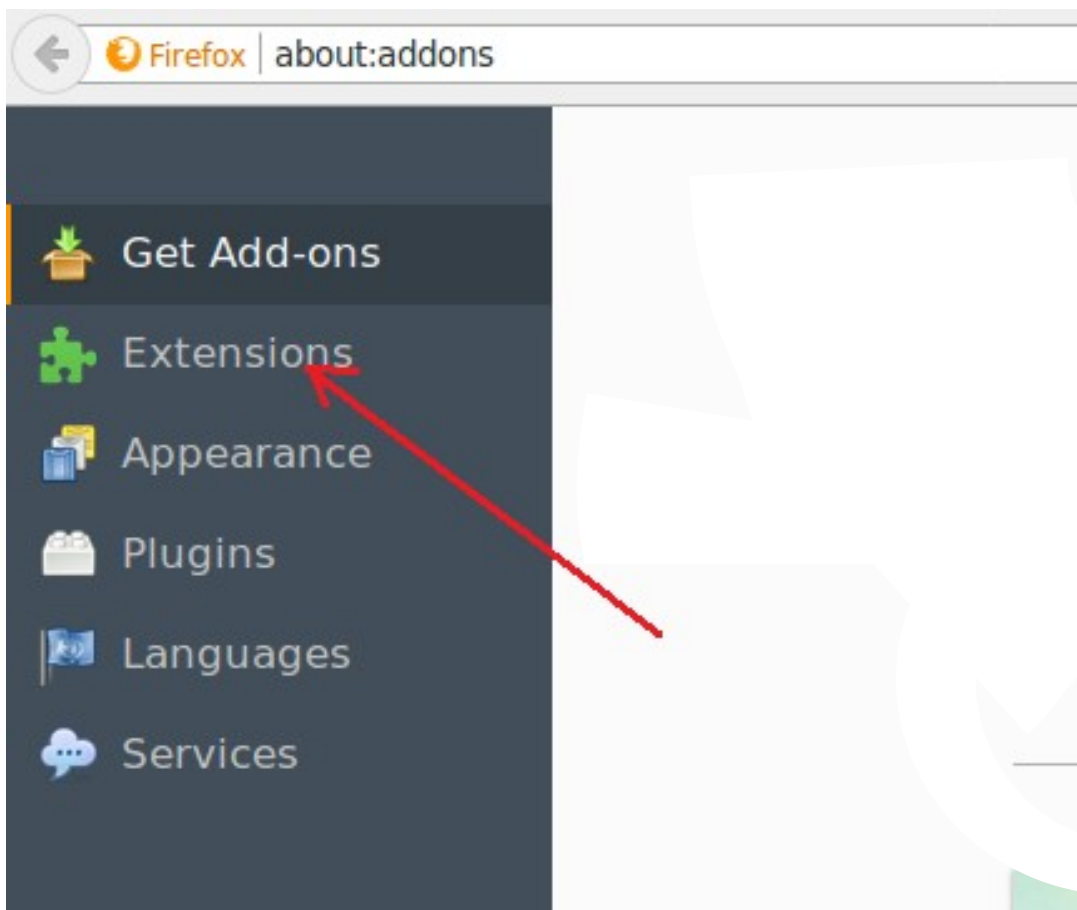 Firefox about:addons
Get Add-ons
Extensions
Appearance
Plugins
Languages
Services